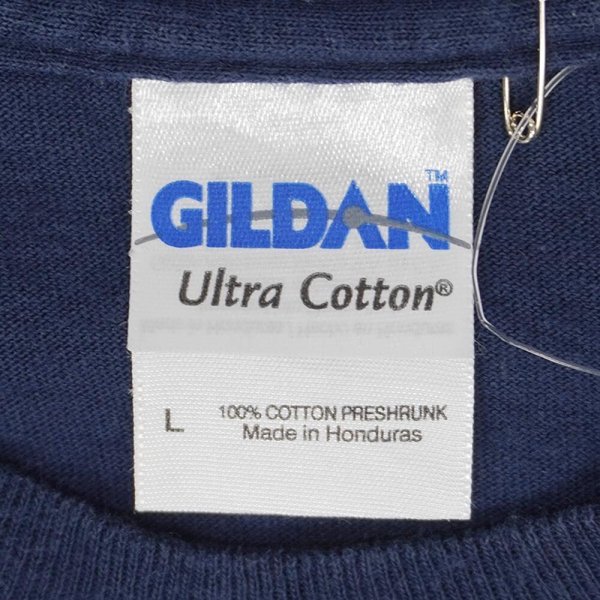 GILDAN™
Ultra Cotton®
L
100% COTTON PRESHRUNK
Made in Honduras